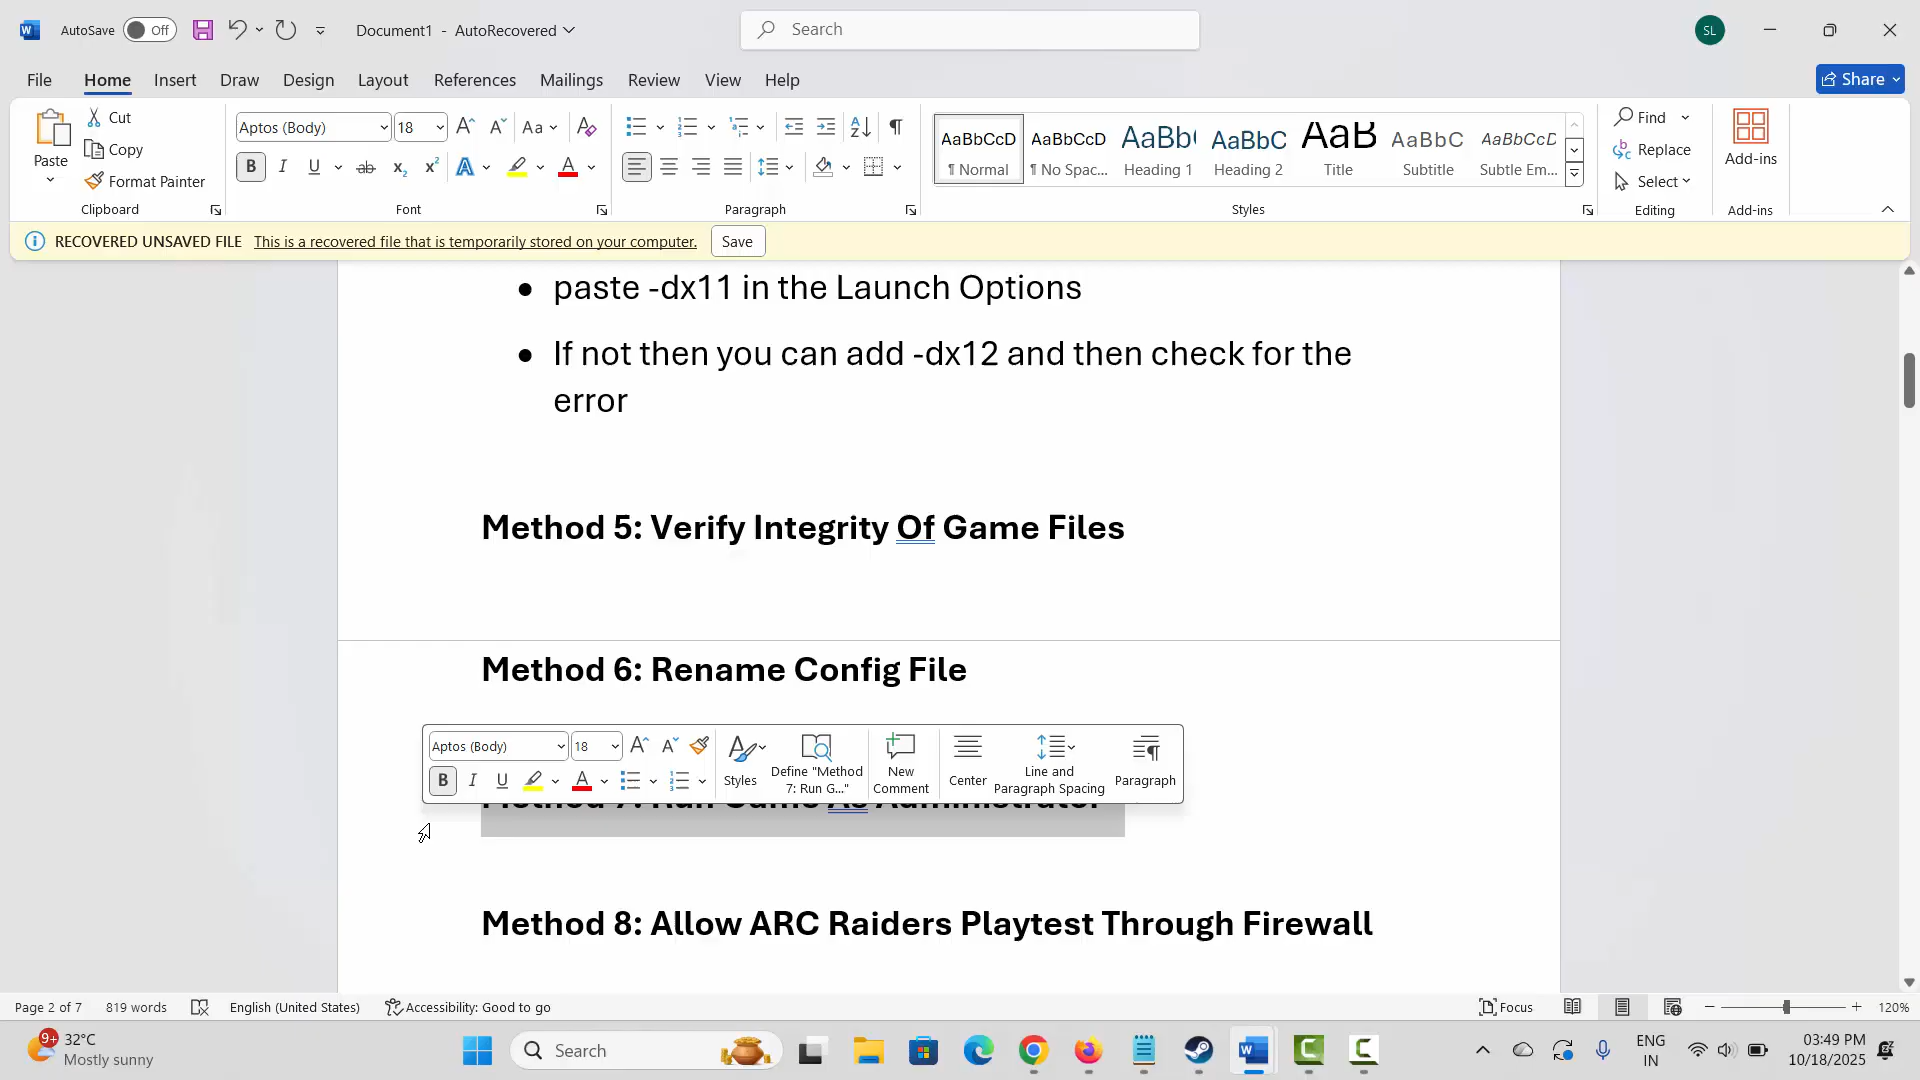 AutoSave Off
Document1 - AutoRecovered
Search
SL
File Home Insert Draw Design Layout References Mailings Review View Help
Share
Paste
Cut
Copy
Format Painter
Clipboard
Aptos (Body) 18
Font
Paragraph
AaBbCcD AaBbCcD AaBb( AaBbCcD AaB AaBbC AaBbCcD
¶ Normal ¶ No Spac... Heading 1 Heading 2 Title Subtitle Subtle Em...
Styles
Find
Replace
Select
Editing
Add-ins
Add-ins
RECOVERED UNSAVED FILE This is a recovered file that is temporarily stored on your computer. Save
• paste -dx11 in the Launch Options
• If not then you can add -dx12 and then check for the
error
Method 5: Verify Integrity Of Game Files
Method 6: Rename Config File
Aptos (Body) 18
Styles
Define "Method
7: Run G..."
New
Comment
Center
Line and
Paragraph Spacing
Paragraph
Method 7: Run Game As Administrator
Method 8: Allow ARC Raiders Playtest Through Firewall
Page 2 of 7 819 words English (United States) Accessibility: Good to go
Focus 120%
9+ 32°C
Mostly sunny
Search
ENG
IN
03:49 PM
10/18/2025